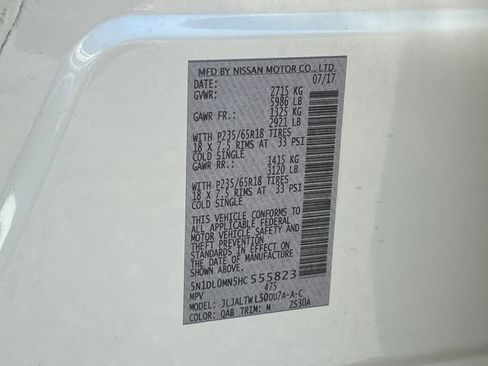 MFD BY NISSAN MOTOR CO., LTD.
DATE: 07/17
GVWR: 2715 KG
5986 LB
GAWR FR.: 1325 KG
2921 LB
WITH P235/65R18 TIRES
18 X 7.5 RIMS AT 33 PSI
COLD SINGLE
GAWR RR.: 1415 KG
3120 LB
WITH P235/65R18 TIRES
18 X 7.5 RIMS AT 33 PSI
COLD SINGLE
THIS VEHICLE CONFORMS TO
ALL APPLICABLE FEDERAL
MOTOR VEHICLE SAFETY AND
THEFT PREVENTION
STANDARDS IN EFFECT ON
THE DATE OF MANUFACTURE
SHOWN ABOVE.
5N1DL0MN5HC 555823
MPV 475
MODEL: JLJALTWL50DU7A-A-C
COLOR: QAB TRIM: M ZS30A